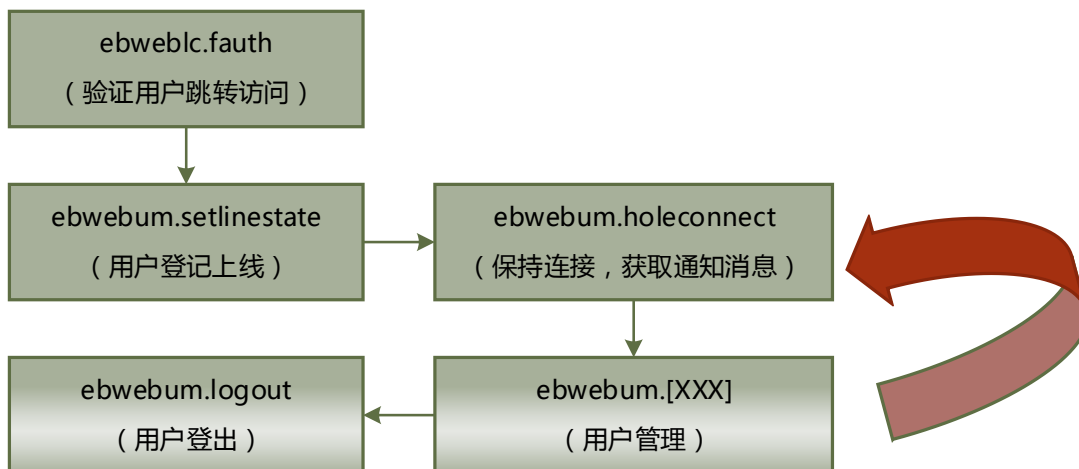 ebweblc.fauth
（验证用户跳转访问）
ebwebum.setlinestate
（用户登记上线）
ebwebum.holeconnect
（保持连接，获取通知消息）
ebwebum.logout
（用户登出）
ebwebum.[XXX]
（用户管理）